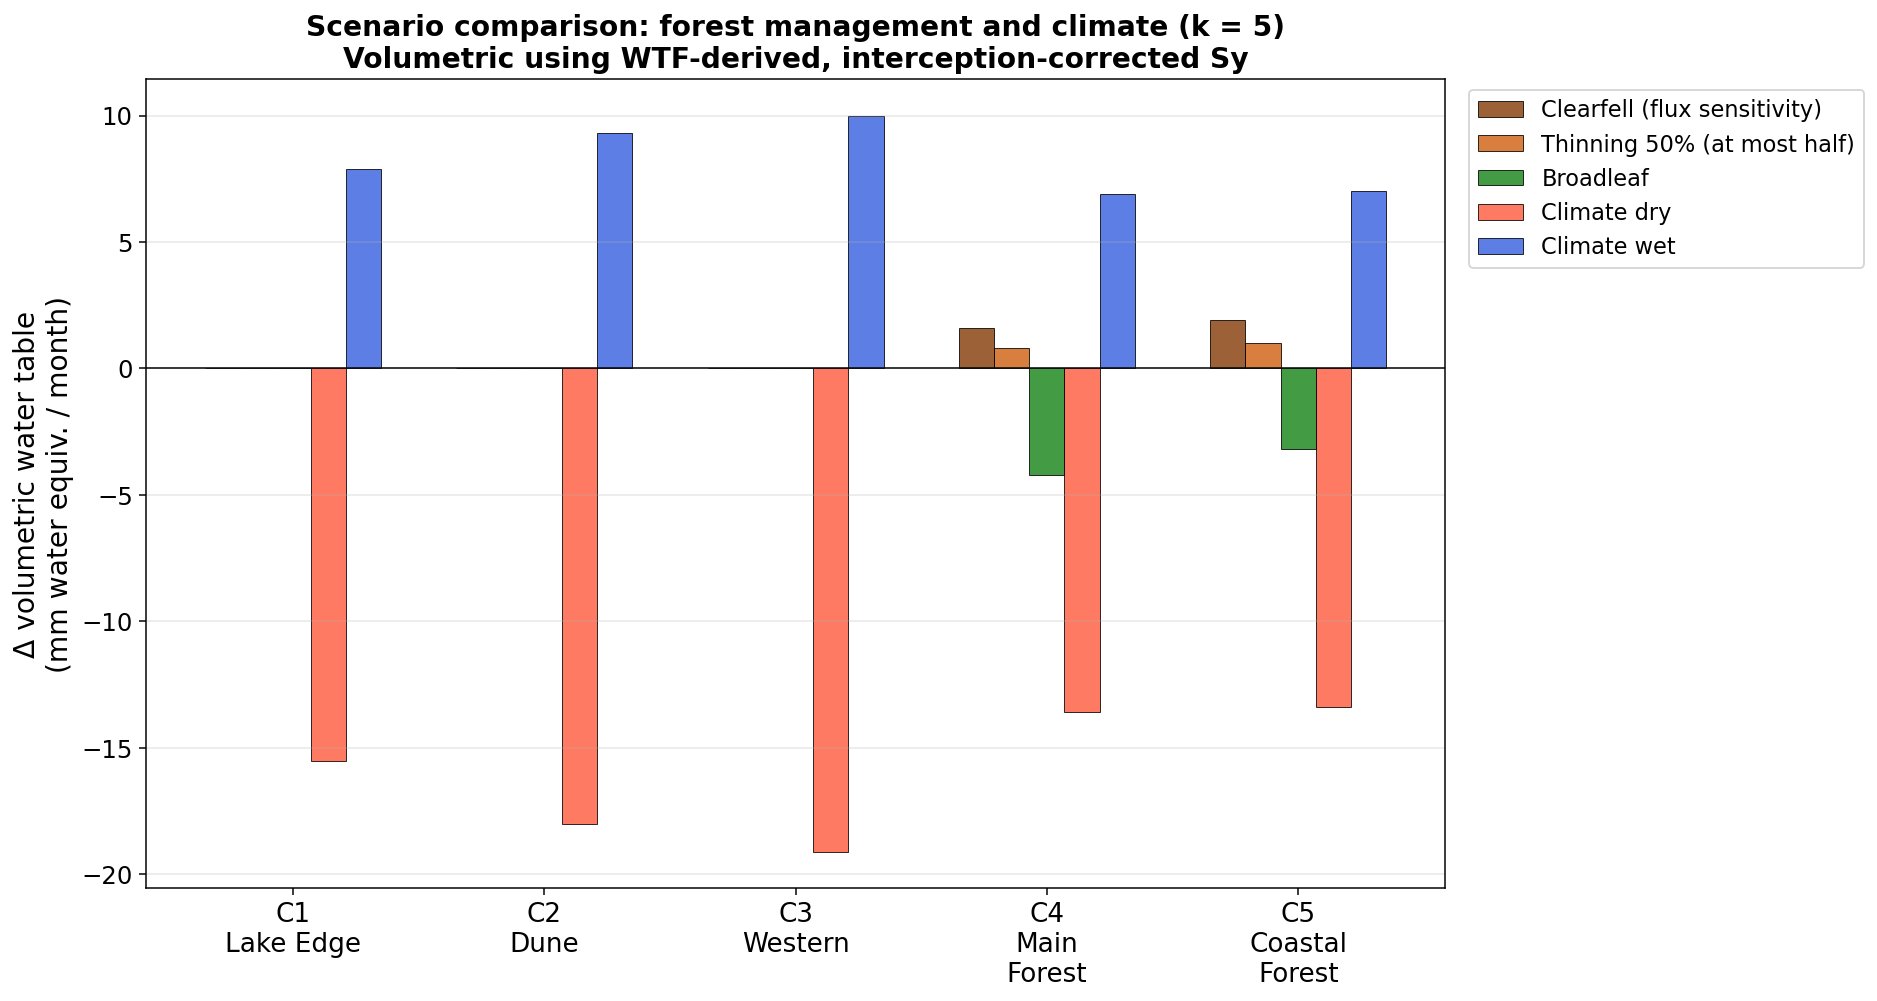 Scenario comparison: forest management and climate (k = 5)
Volumetric using WTF-derived, interception-corrected Sy
Δ volumetric water table
(mm water equiv. / month)
10
5
0
−5
−10
−15
−20
C1
Lake Edge
C2
Dune
C3
Western
C4
Main
Forest
C5
Coastal
Forest
Clearfell (flux sensitivity)
Thinning 50% (at most half)
Broadleaf
Climate dry
Climate wet